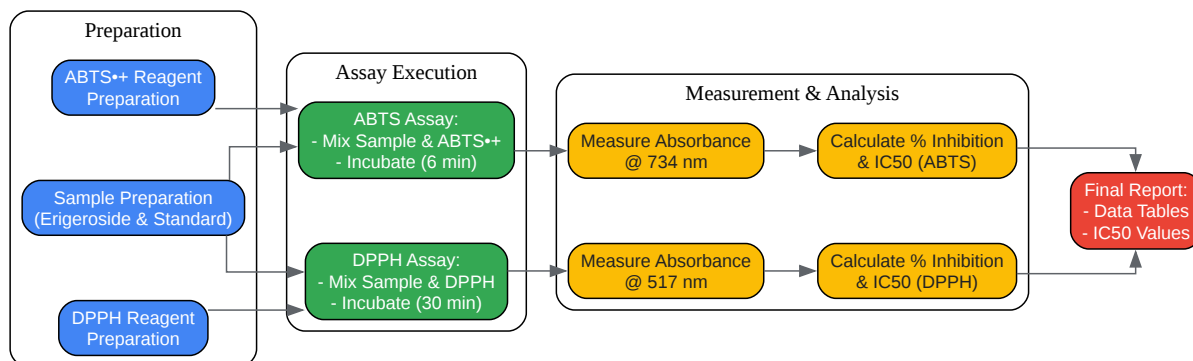 Preparation
ABTS•+ Reagent
Preparation
Sample Preparation
(Erigeroside & Standard)
DPPH Reagent
Preparation
Assay Execution
ABTS Assay:
- Mix Sample & ABTS•+
- Incubate (6 min)
DPPH Assay:
- Mix Sample & DPPH
- Incubate (30 min)
Measurement & Analysis
Measure Absorbance
@ 734 nm
Calculate % Inhibition
& IC50 (ABTS)
Measure Absorbance
@ 517 nm
Calculate % Inhibition
& IC50 (DPPH)
Final Report:
- Data Tables
- IC50 Values